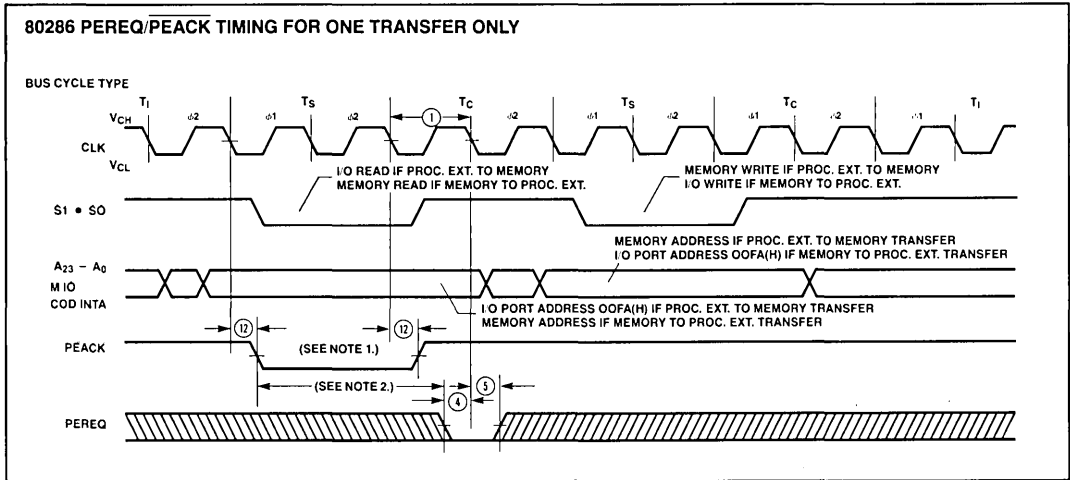 80286 PEREQ/PEACK TIMING FOR ONE TRANSFER ONLY
BUS CYCLE TYPE
TI TS TC TS TC TI
VCH
ϕ2 ϕ1 ϕ2 1 ϕ2 ϕ1 ϕ2 ϕ1 ϕ2 ϕ1
CLK
VCL
I/O READ IF PROC. EXT. TO MEMORY
MEMORY READ IF MEMORY TO PROC. EXT.
MEMORY WRITE IF PROC. EXT. TO MEMORY
I/O WRITE IF MEMORY TO PROC. EXT.
S1 • S0
MEMORY ADDRESS IF PROC. EXT. TO MEMORY TRANSFER
I/O PORT ADDRESS OOFA(H) IF MEMORY TO PROC. EXT. TRANSFER
A23 – A0
M IO
COD INTA
I/O PORT ADDRESS OOFA(H) IF PROC. EXT. TO MEMORY TRANSFER
MEMORY ADDRESS IF MEMORY TO PROC. EXT. TRANSFER
12 12
PEACK
(SEE NOTE 1.)
(SEE NOTE 2.)
5
4
PEREQ